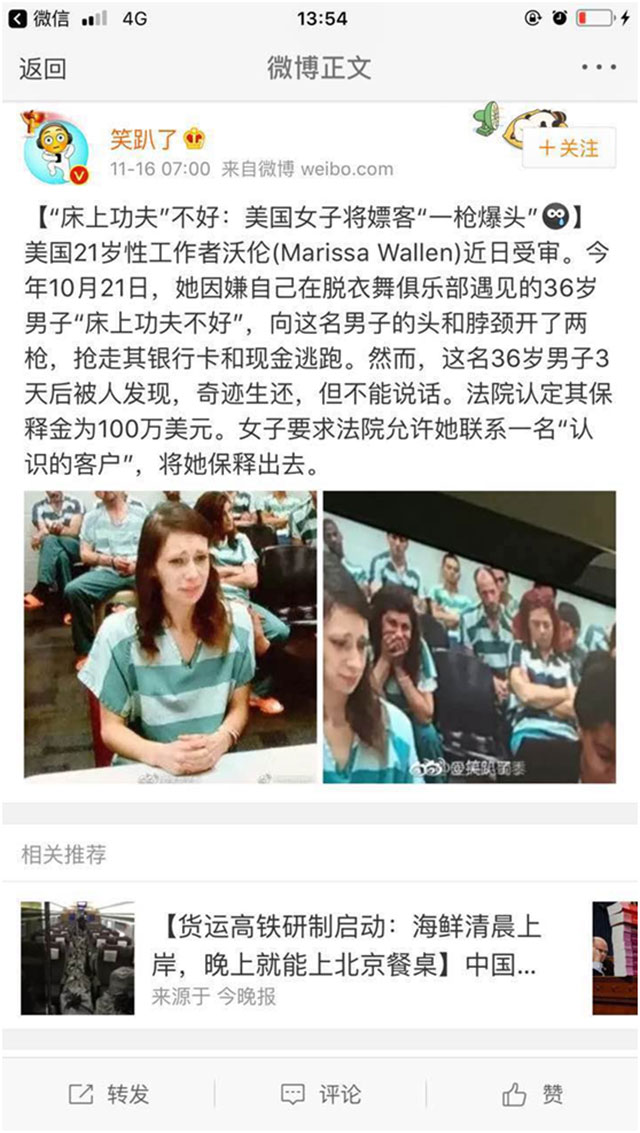 微信 4G 13:54
返回 微博正文
笑趴了
11-16 07:00 来自微博 weibo.com
+关注
【“床上功夫”不好：美国女子将嫖客“一枪爆头”】
美国21岁性工作者沃伦(Marissa Wallen)近日受审。今
年10月21日，她因嫌自己在脱衣舞俱乐部遇见的36岁
男子“床上功夫不好”，向这名男子的头和脖颈开了两
枪，抢走其银行卡和现金逃跑。然而，这名36岁男子3
天后被人发现，奇迹生还，但不能说话。法院认定其保
释金为100万美元。女子要求法院允许她联系一名“认
识的客户”，将她保释出去。
相关推荐
【货运高铁研制启动：海鲜清晨上
岸，晚上就能上北京餐桌】中国...
来源于 今晚报
转发 评论 赞